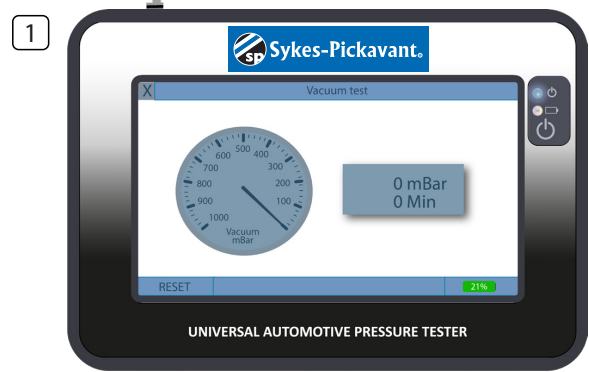 1
Sykes-Pickavant®
SP
X
Vacuum test
500
600 400
700 300
800 200
900 100
1000
Vacuum
mBar
0 mBar
0 Min
RESET
21%
UNIVERSAL AUTOMOTIVE PRESSURE TESTER